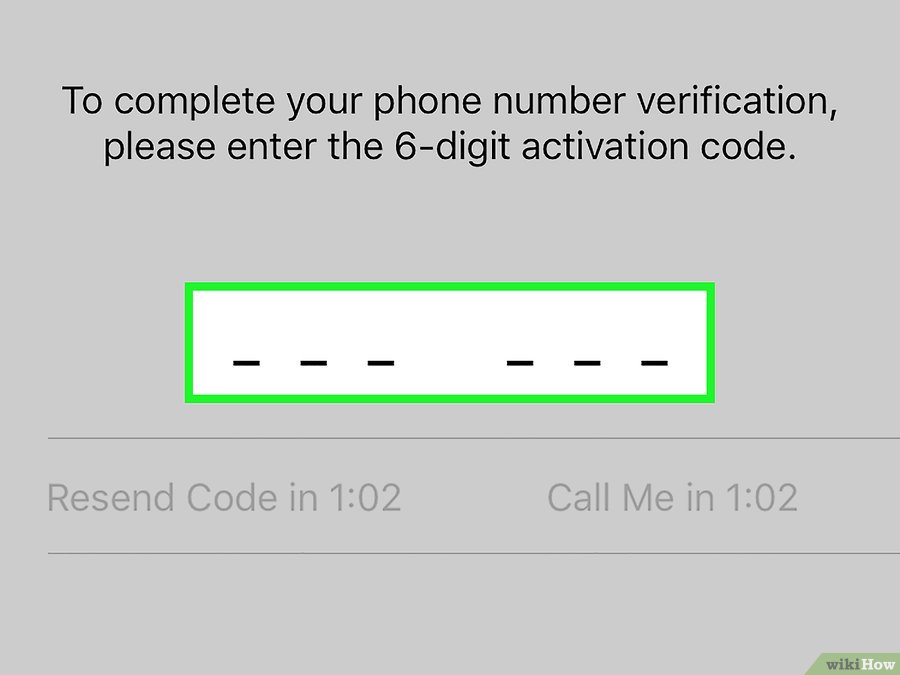 To complete your phone number verification,
please enter the 6-digit activation code.
– – – – – –
Resend Code in 1:02 Call Me in 1:02
wikiHow